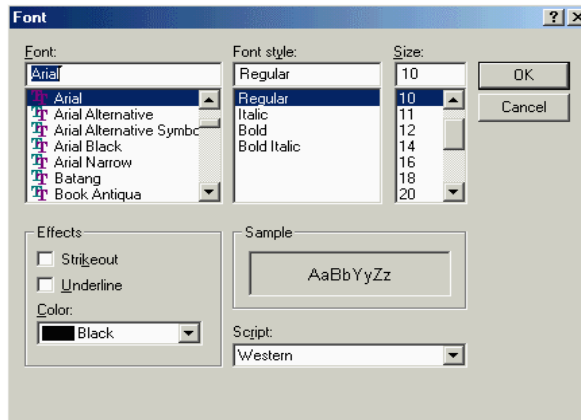 Font
Font: Font style: Size:
Arial Regular 10 OK
Arial Regular 10 Cancel
Arial Alternative Italic 11
Arial Alternative Symbo Bold 12
Arial Black Bold Italic 14
Arial Narrow 16
Batang 18
Book Antiqua 20
Effects Sample
Strikeout
Underline AaBbYyZz
Color:
Black Script:
Western